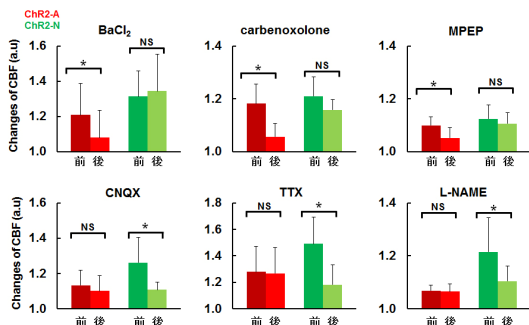 ChR2-A
ChR2-N
BaCl2
carbenoxolone
MPEP
Changes of CBF (a.u)
1.6
1.4
1.2
1.0
*
NS
前 後 前 後
1.4
1.2
1.0
*
NS
前 後 前 後
1.4
1.2
1.0
*
NS
前 後 前 後
CNQX
TTX
L-NAME
Changes of CBF (a.u)
1.6
1.4
1.2
1.0
NS
*
前 後 前 後
1.8
1.6
1.4
1.2
1.0
NS
*
前 後 前 後
1.4
1.2
1.0
NS
*
前 後 前 後